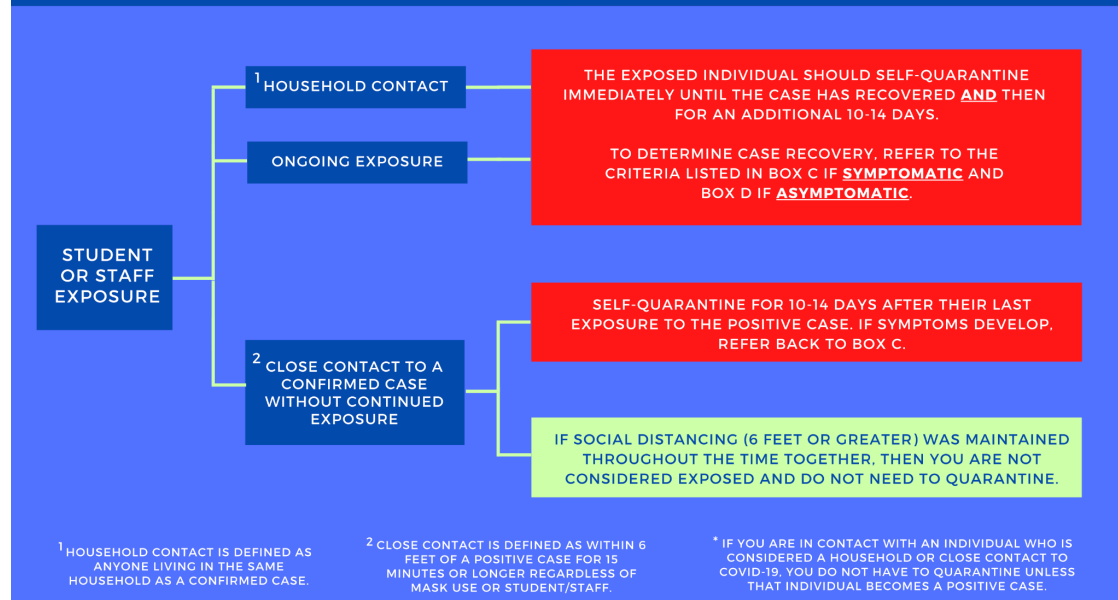 1 HOUSEHOLD CONTACT
THE EXPOSED INDIVIDUAL SHOULD SELF-QUARANTINE
IMMEDIATELY UNTIL THE CASE HAS RECOVERED AND THEN
FOR AN ADDITIONAL 10-14 DAYS.
ONGOING EXPOSURE
TO DETERMINE CASE RECOVERY, REFER TO THE
CRITERIA LISTED IN BOX C IF SYMPTOMATIC AND
BOX D IF ASYMPTOMATIC.
STUDENT
OR STAFF
EXPOSURE
2 CLOSE CONTACT TO A
CONFIRMED CASE
WITHOUT CONTINUED
EXPOSURE
SELF-QUARANTINE FOR 10-14 DAYS AFTER THEIR LAST
EXPOSURE TO THE POSITIVE CASE. IF SYMPTOMS DEVELOP,
REFER BACK TO BOX C.
IF SOCIAL DISTANCING (6 FEET OR GREATER) WAS MAINTAINED
THROUGHOUT THE TIME TOGETHER, THEN YOU ARE NOT
CONSIDERED EXPOSED AND DO NOT NEED TO QUARANTINE.
1 HOUSEHOLD CONTACT IS DEFINED AS
ANYONE LIVING IN THE SAME
HOUSEHOLD AS A CONFIRMED CASE.
2 CLOSE CONTACT IS DEFINED AS WITHIN 6
FEET OF A POSITIVE CASE FOR 15
MINUTES OR LONGER REGARDLESS OF
MASK USE OR STUDENT/STAFF.
* IF YOU ARE IN CONTACT WITH AN INDIVIDUAL WHO IS
CONSIDERED A HOUSEHOLD OR CLOSE CONTACT TO
COVID-19, YOU DO NOT HAVE TO QUARANTINE UNLESS
THAT INDIVIDUAL BECOMES A POSITIVE CASE.